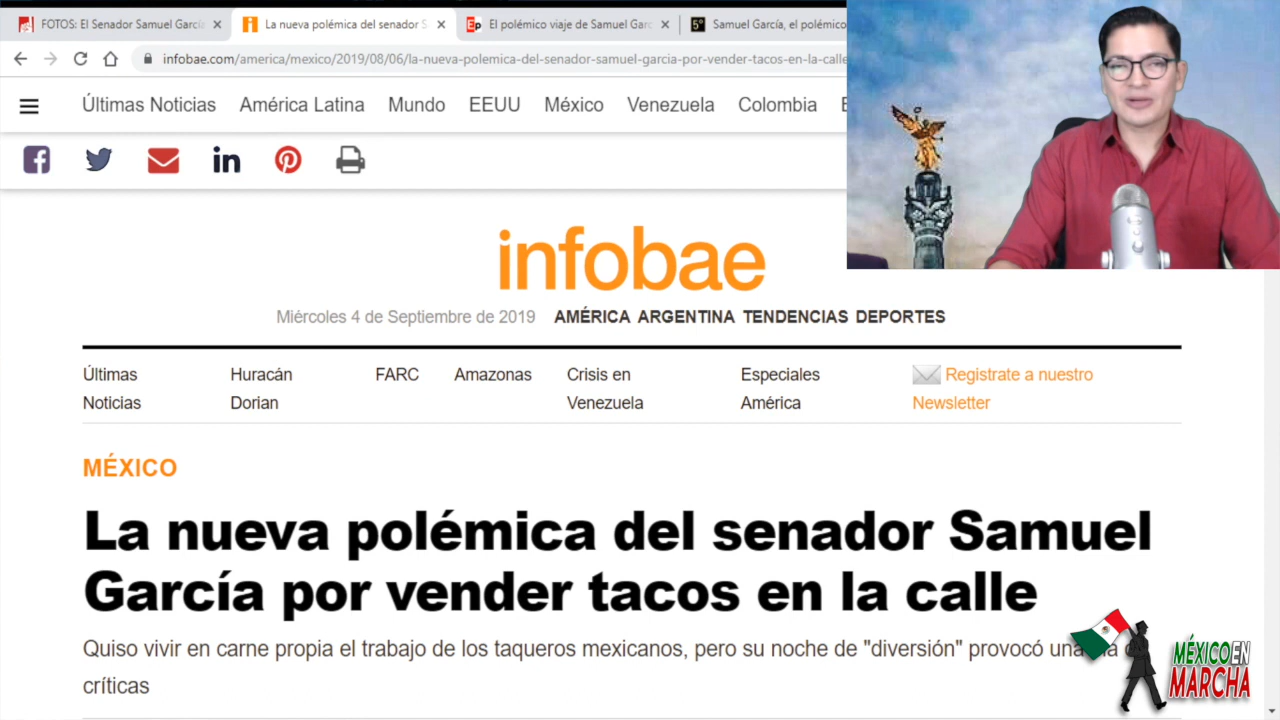 FOTOS: El Senador Samuel García
La nueva polémica del senador S
El polémico viaje de Samuel Garc
Samuel García, el polémico
infobae.com/america/mexico/2019/08/06/la-nueva-polemica-del-senador-samuel-garcia-por-vender-tacos-en-la-calle
Últimas Noticias América Latina Mundo EEUU México Venezuela Colombia E
infobae
Miércoles 4 de Septiembre de 2019 AMÉRICA ARGENTINA TENDENCIAS DEPORTES
Últimas Noticias
Huracán Dorian
FARC
Amazonas
Crisis en Venezuela
Especiales América
Registrate a nuestro Newsletter
MÉXICO
La nueva polémica del senador Samuel
García por vender tacos en la calle
Quiso vivir en carne propia el trabajo de los taqueros mexicanos, pero su noche de "diversión" provocó una
críticas
MÉXICO EN
MARCHA